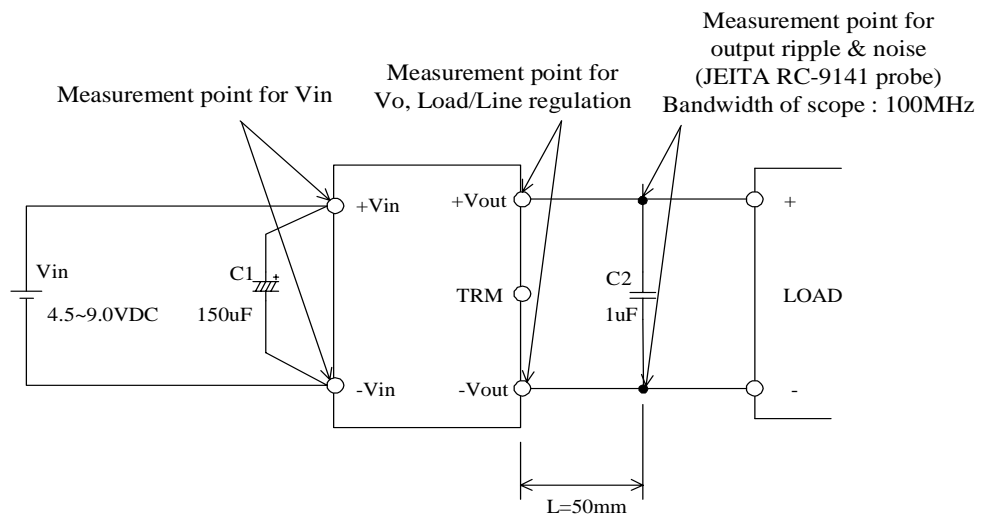 Measurement point for
output ripple & noise
(JEITA RC-9141 probe)
Bandwidth of scope : 100MHz
Measurement point for
Vo, Load/Line regulation
Measurement point for Vin
+Vin
+Vout
+
Vin
4.5~9.0VDC
C1
+
150uF
TRM
C2
1uF
LOAD
-Vin
-Vout
-
L=50mm